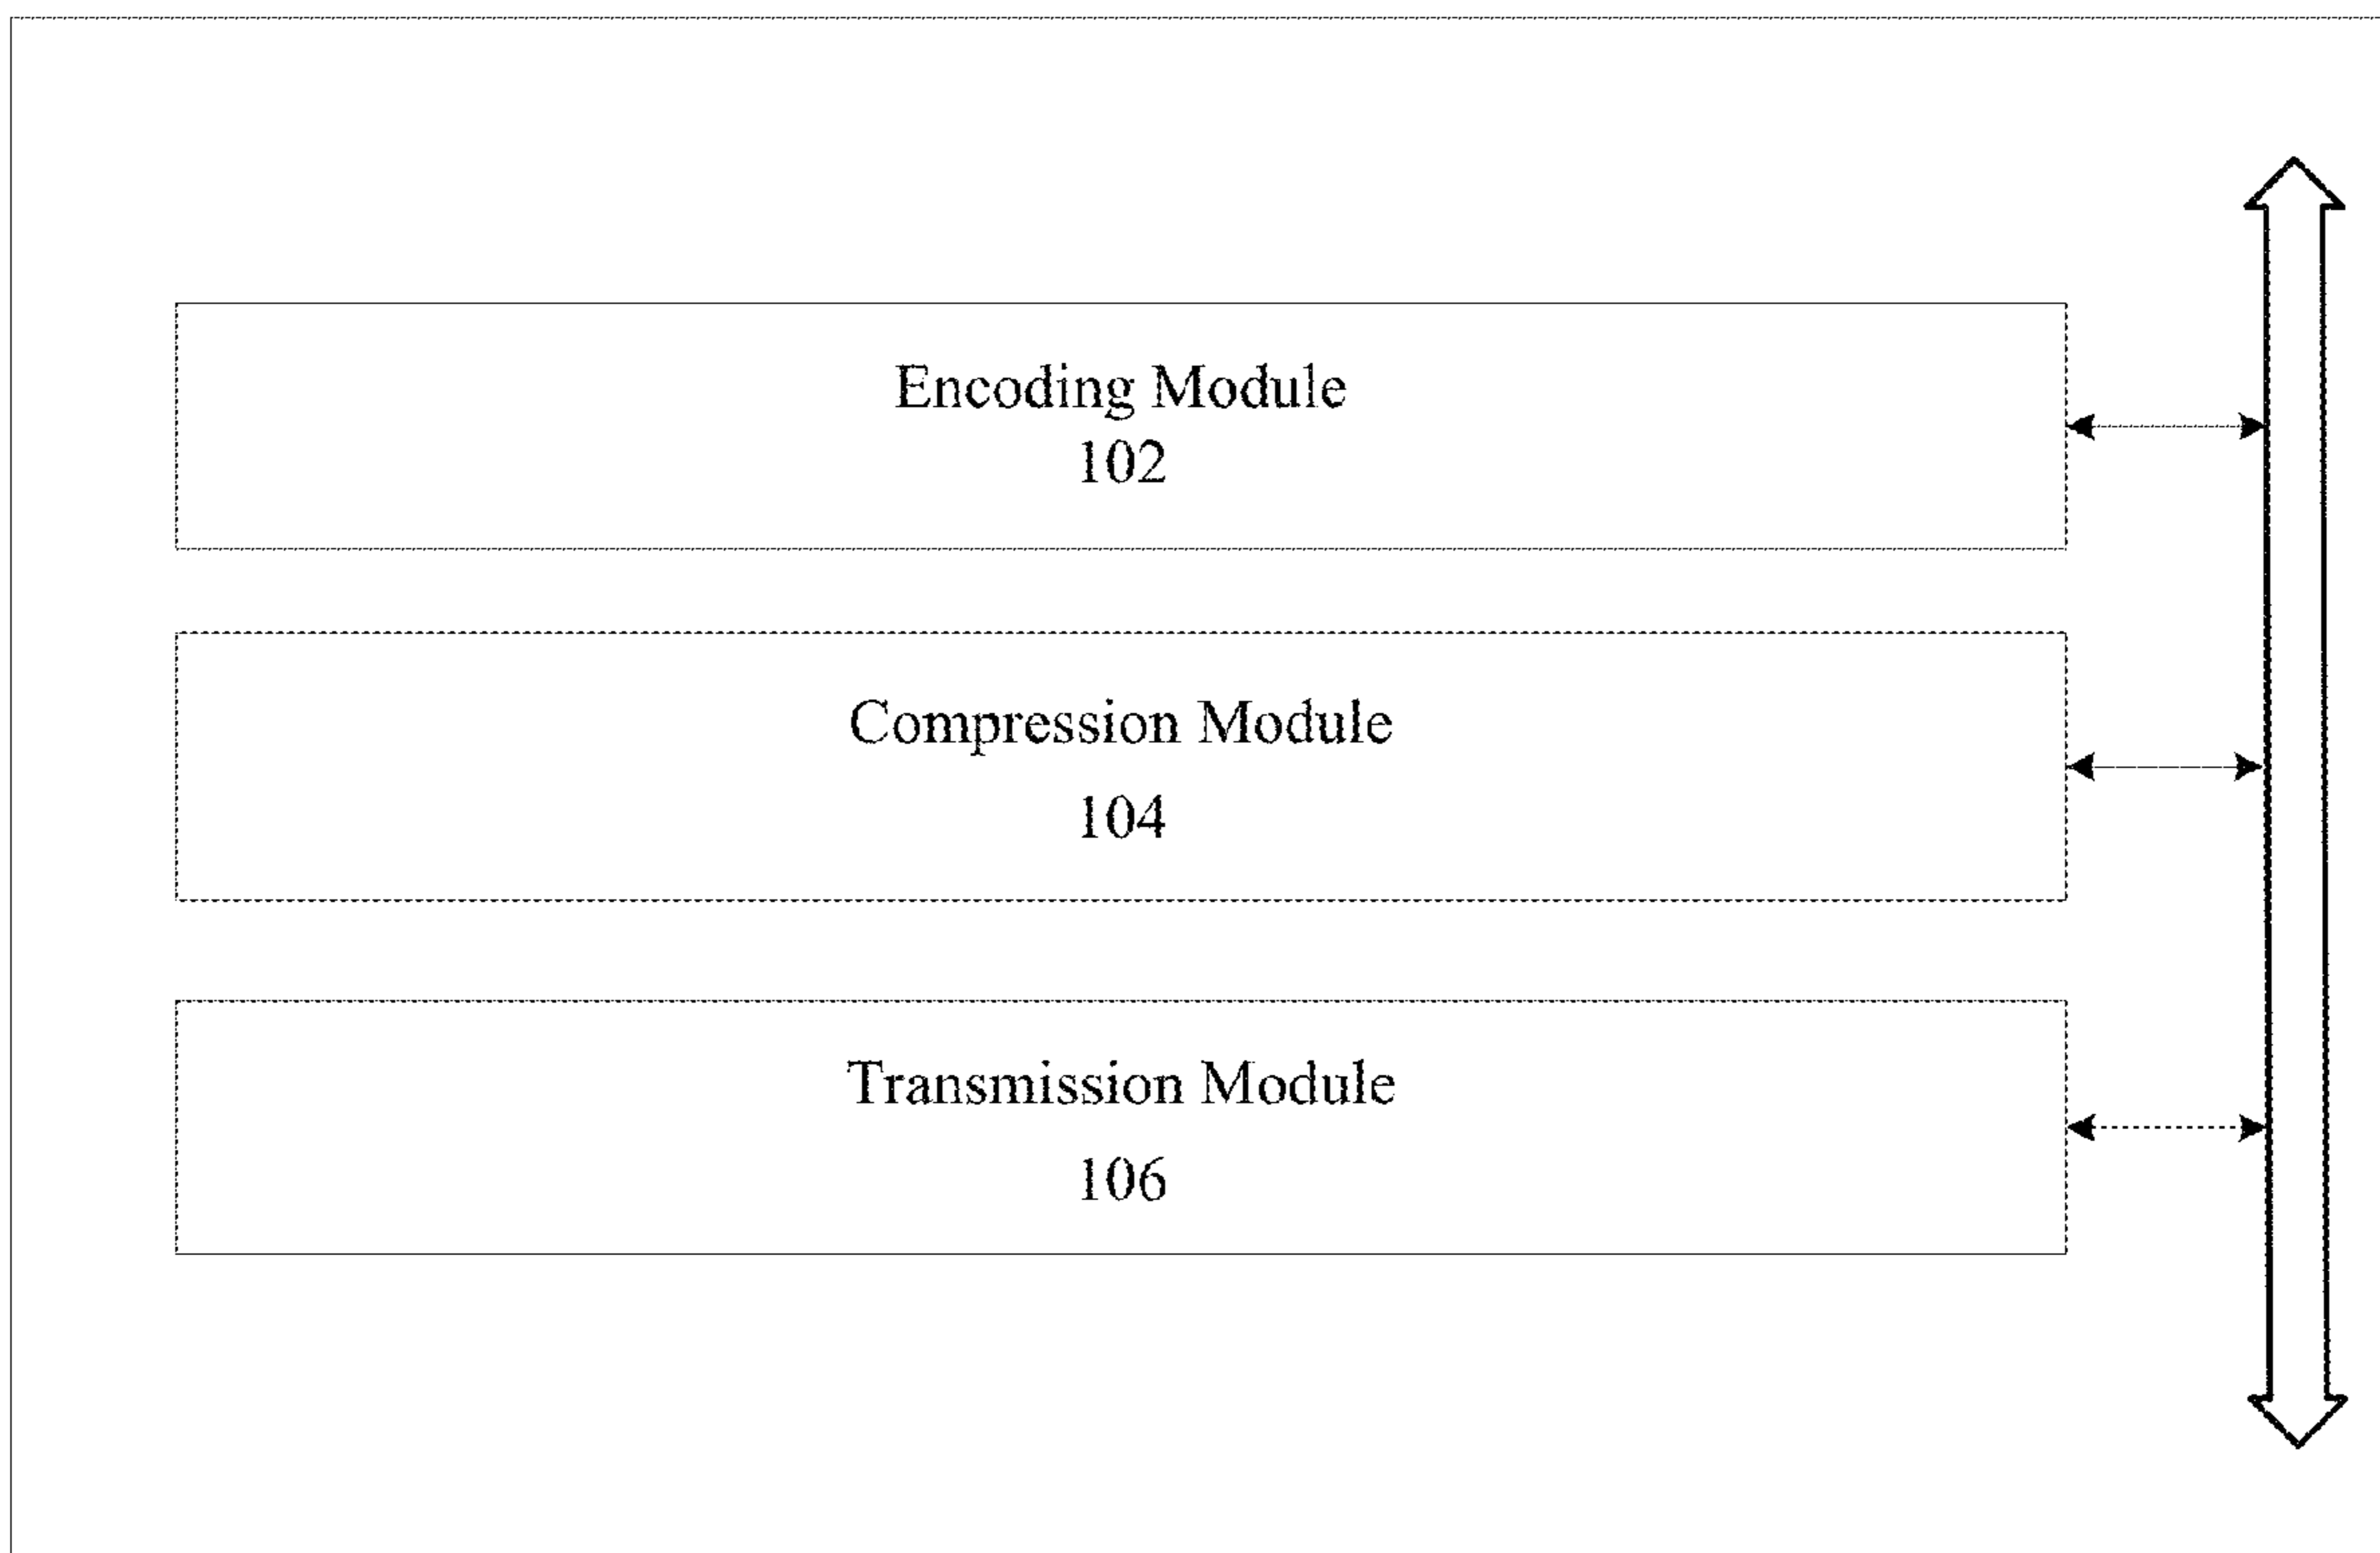 Encoding Module
102
Compression Module
104
Transmission Module
106